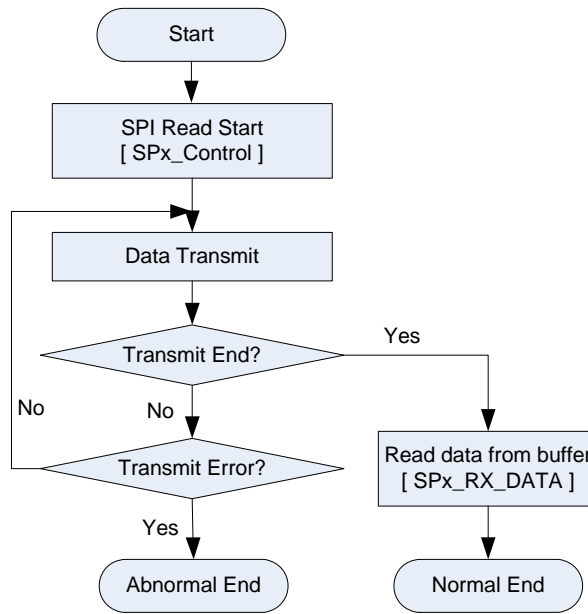 Start
SPI Read Start
[ SPx_Control ]
Data Transmit
Transmit End?
Yes
No
No
Transmit Error?
Read data from buffer
[ SPx_RX_DATA ]
Yes
Abnormal End
Normal End